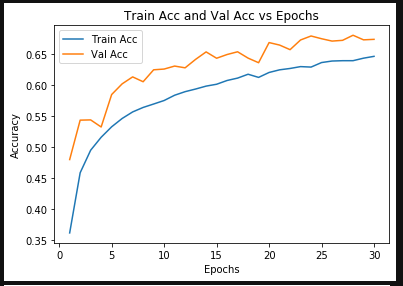 Train Acc and Val Acc vs Epochs
Train Acc
Val Acc
0.65
0.60
0.55
0.50
0.45
0.40
0.35
Accuracy
0 5 10 15 20 25 30
Epochs